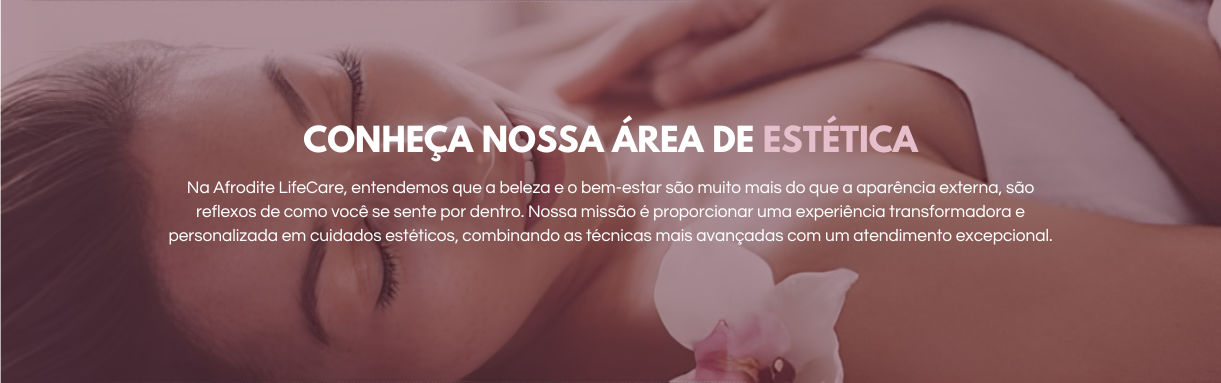 CONHEÇA NOSSA ÁREA DE ESTÉTICA
Na Afrodite LifeCare, entendemos que a beleza e o bem-estar são muito mais do que a aparência externa, são
reflexos de como você se sente por dentro. Nossa missão é proporcionar uma experiência transformadora e
personalizada em cuidados estéticos, combinando as técnicas mais avançadas com um atendimento excepcional.